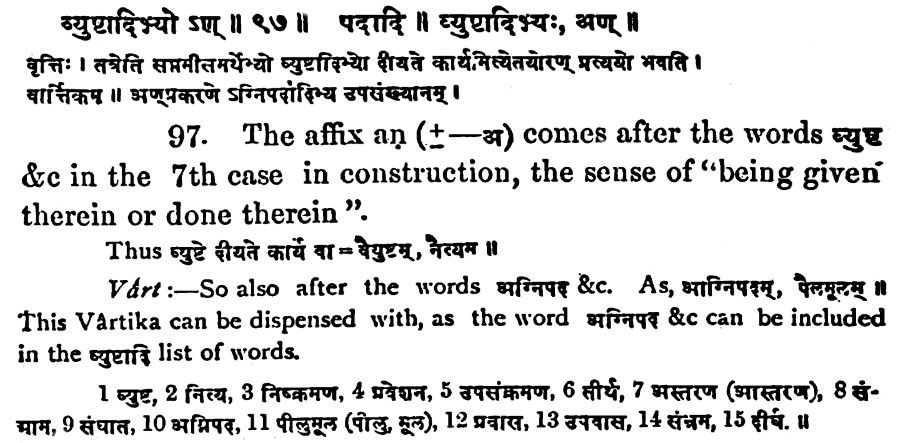 व्युष्टादिभ्यो ऽण् ॥ ९७ ॥ पदादि ॥ व्युष्टादिभ्यः, अण् ॥
वृत्तिः । तत्रेति सप्तमीसमर्थेभ्यो व्युष्टादिभ्यो दीयते कार्यमित्येतयोरण् प्रत्ययो भवति ।
वार्त्तिकम् ॥ अण्प्रकरणे ऽग्निपदादिभ्य उपसंख्यानम् ।
97. The affix aṇ (±—अ) comes after the words व्युष्ट
&c in the 7th case in construction, the sense of "being given
therein or done therein".
Thus व्युष्टे दीयते कार्यं वा = वैयुष्टम्, नैत्यम् ॥
Várt :—So also after the words अग्निपद &c. As, आग्निपदम्, पैलमूलम् ॥
This Vârtika can be dispensed with, as the word अग्निपद &c can be included
in the व्युष्टादि list of words.
1 व्युष्ट, 2 नित्य, 3 निष्क्रमण, 4 प्रवेशन, 5 उपसंक्रमण, 6 तीर्थ, 7 अस्तरण (आस्तरण), 8 सं-
ग्राम, 9 संघात, 10 अग्निपद, 11 पीलुमूल (पीलु, मूल), 12 प्रवास, 13 उपवास, 14 संभ्रम, 15 दीर्घ. ॥